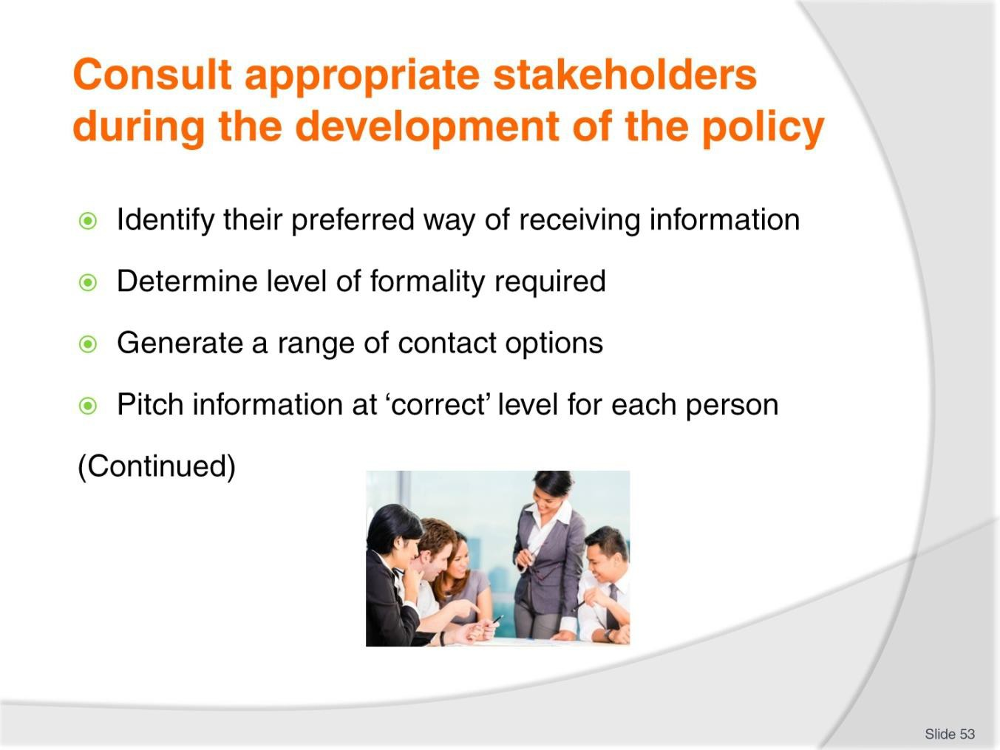 Consult appropriate stakeholders
during the development of the policy
Identify their preferred way of receiving information
Determine level of formality required
Generate a range of contact options
Pitch information at ‘correct’ level for each person
(Continued)
Slide 53